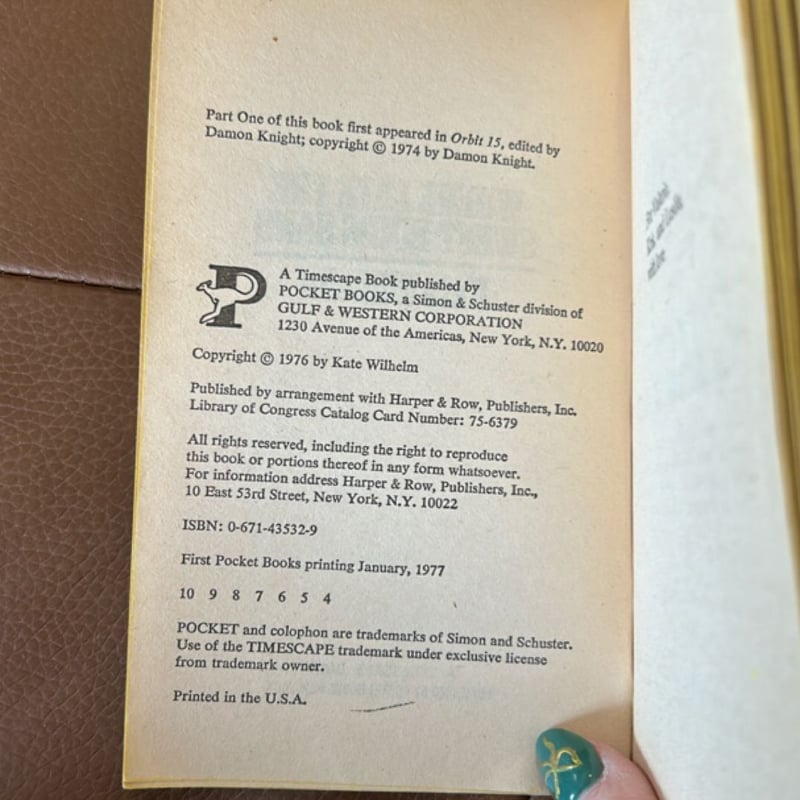 Part One of this book first appeared in Orbit 15, edited by
Damon Knight; copyright © 1974 by Damon Knight.
P
A Timescape Book published by
POCKET BOOKS, a Simon & Schuster division of
GULF & WESTERN CORPORATION
1230 Avenue of the Americas, New York, N.Y. 10020
Copyright © 1976 by Kate Wilhelm
Published by arrangement with Harper & Row, Publishers, Inc.
Library of Congress Catalog Card Number: 75-6379
All rights reserved, including the right to reproduce
this book or portions thereof in any form whatsoever.
For information address Harper & Row, Publishers, Inc.,
10 East 53rd Street, New York, N.Y. 10022
ISBN: 0-671-43532-9
First Pocket Books printing January, 1977
10 9 8 7 6 5 4
POCKET and colophon are trademarks of Simon and Schuster.
Use of the TIMESCAPE trademark under exclusive license
from trademark owner.
Printed in the U.S.A.